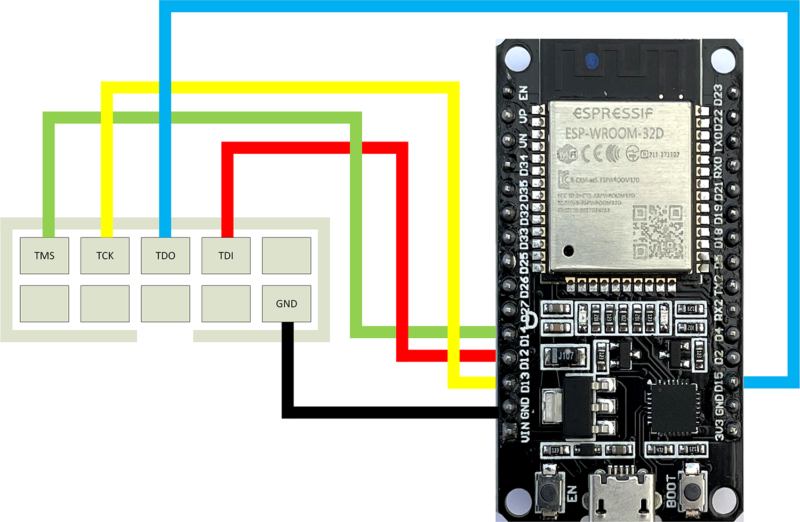 TMS TCK TDO TDI
GND
ESPRESSIF
ESP-WROOM-32D
EN
VP
VN
D34
D35
D32
D33
D25
D26
D27
D14
D12
D13
GND
VIN
D23
D22
TX0
RX0
D21
D19
D18
D5
TX2
RX2
D4
D2
D15
GND
3V3
J107
EN
BOOT